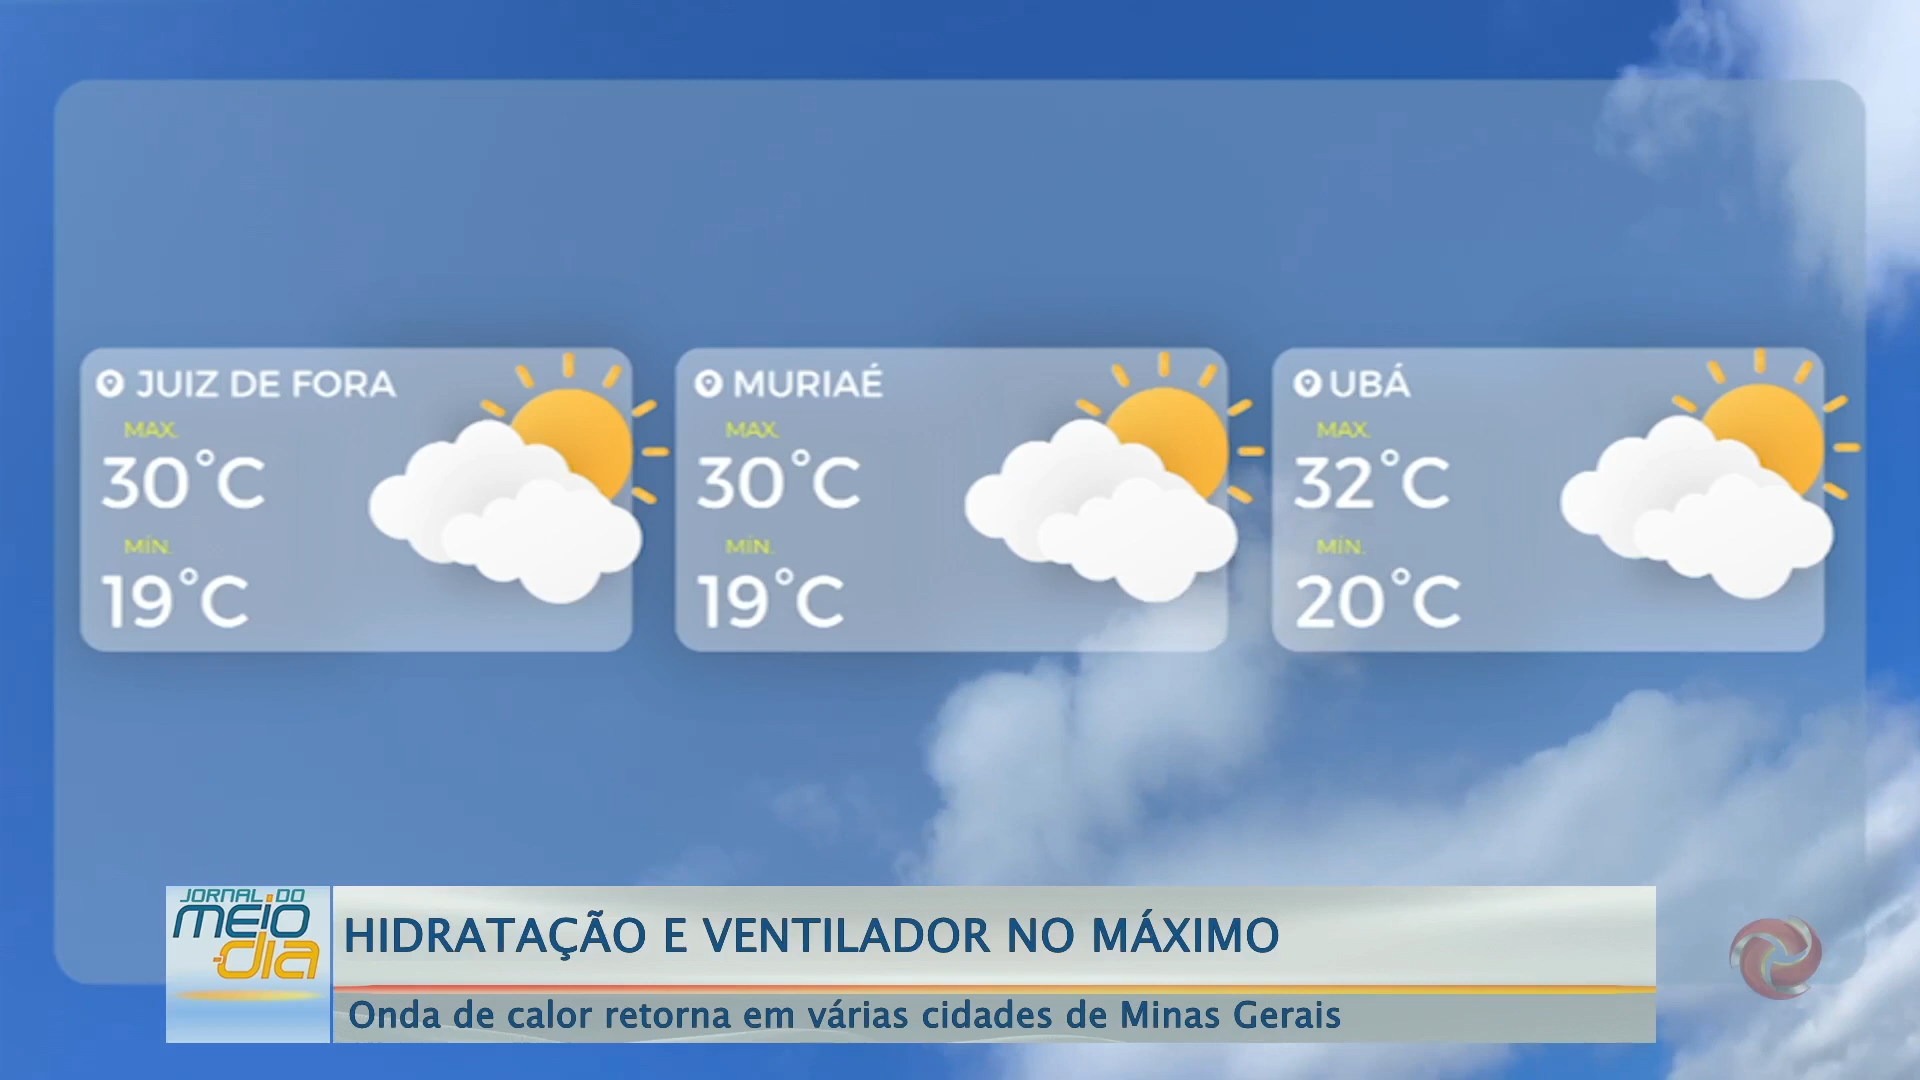 JUIZ DE FORA
MAX.
30°C
MÍN.
19°C
MURIAÉ
MAX.
30°C
MÍN.
19°C
UBÁ
MAX.
32°C
MÍN.
20°C
JORNAL DO
MEIO
-DIA
HIDRATAÇÃO E VENTILADOR NO MÁXIMO
Onda de calor retorna em várias cidades de Minas Gerais